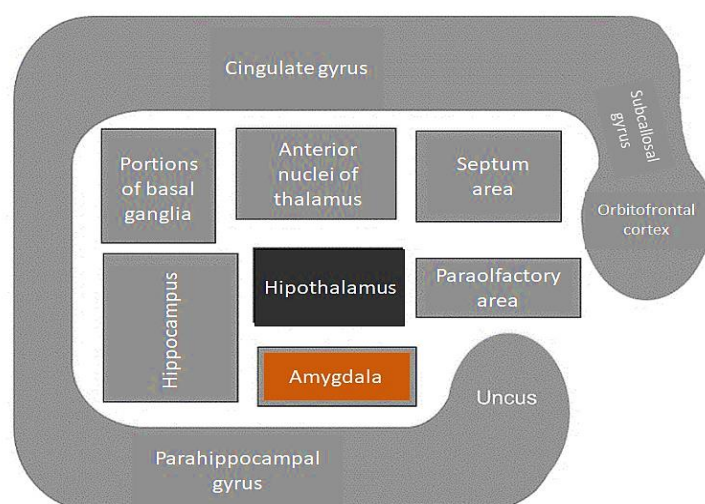 Cingulate gyrus
Subcallosal
gyrus
Portions
of basal
ganglia
Anterior
nuclei of
thalamus
Septum
area
Orbitofrontal
cortex
Hippocampus
Hipothalamus
Paraolfactory
area
Amygdala
Uncus
Parahippocampal
gyrus